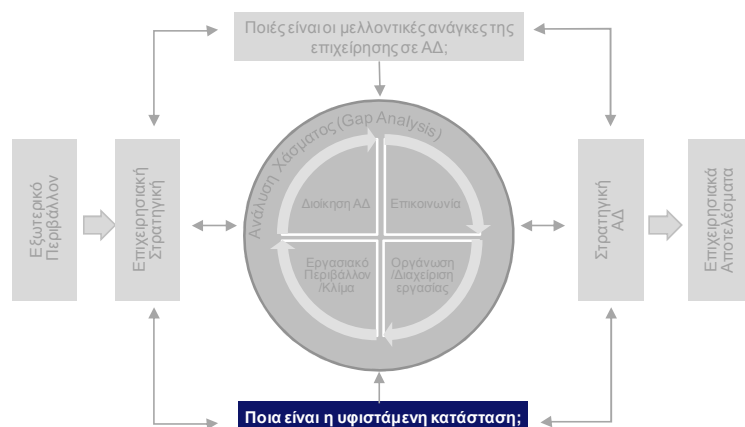 Ποιές είναι οι μελλοντικές ανάγκες της
επιχείρησης σε ΑΔ;
Ανάλυση Χάσματος (Gap Analysis)
Εξωτερικό
Περιβάλλον
Επιχειρησιακή
Στρατηγική
Διοίκηση ΑΔ
Επικοινωνία
Εργασιακό
Περιβάλλον
/Κλίμα
Οργάνωση
/Διαχείριση
εργασίας
Στρατηγική
ΑΔ
Επιχειρησιακά
Αποτελέσματα
Ποια είναι η υφιστάμενη κατάσταση;